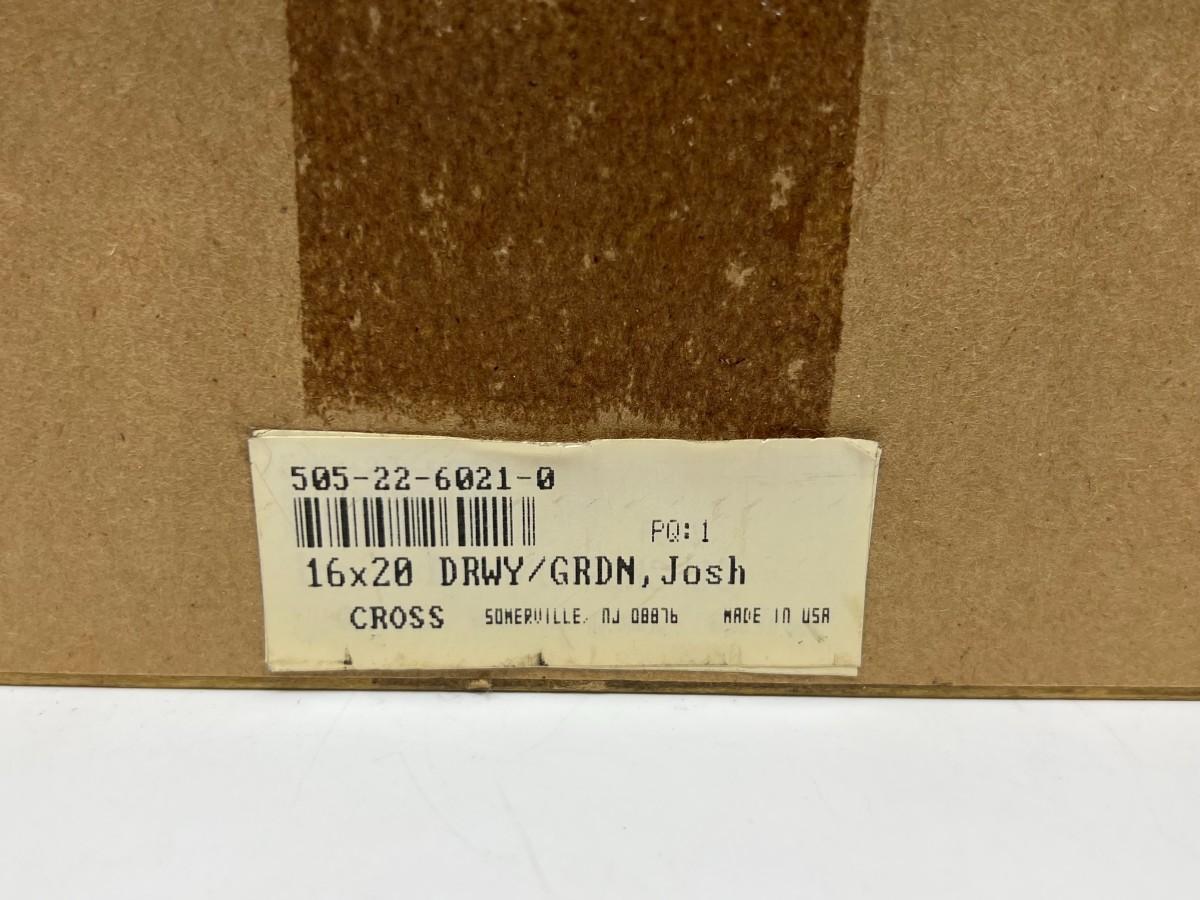 505-22-6021-0
PQ: 1
16x20 DRWY/GRDN,Josh
CROSS SOMERVILLE, NJ 08876 MADE IN USA